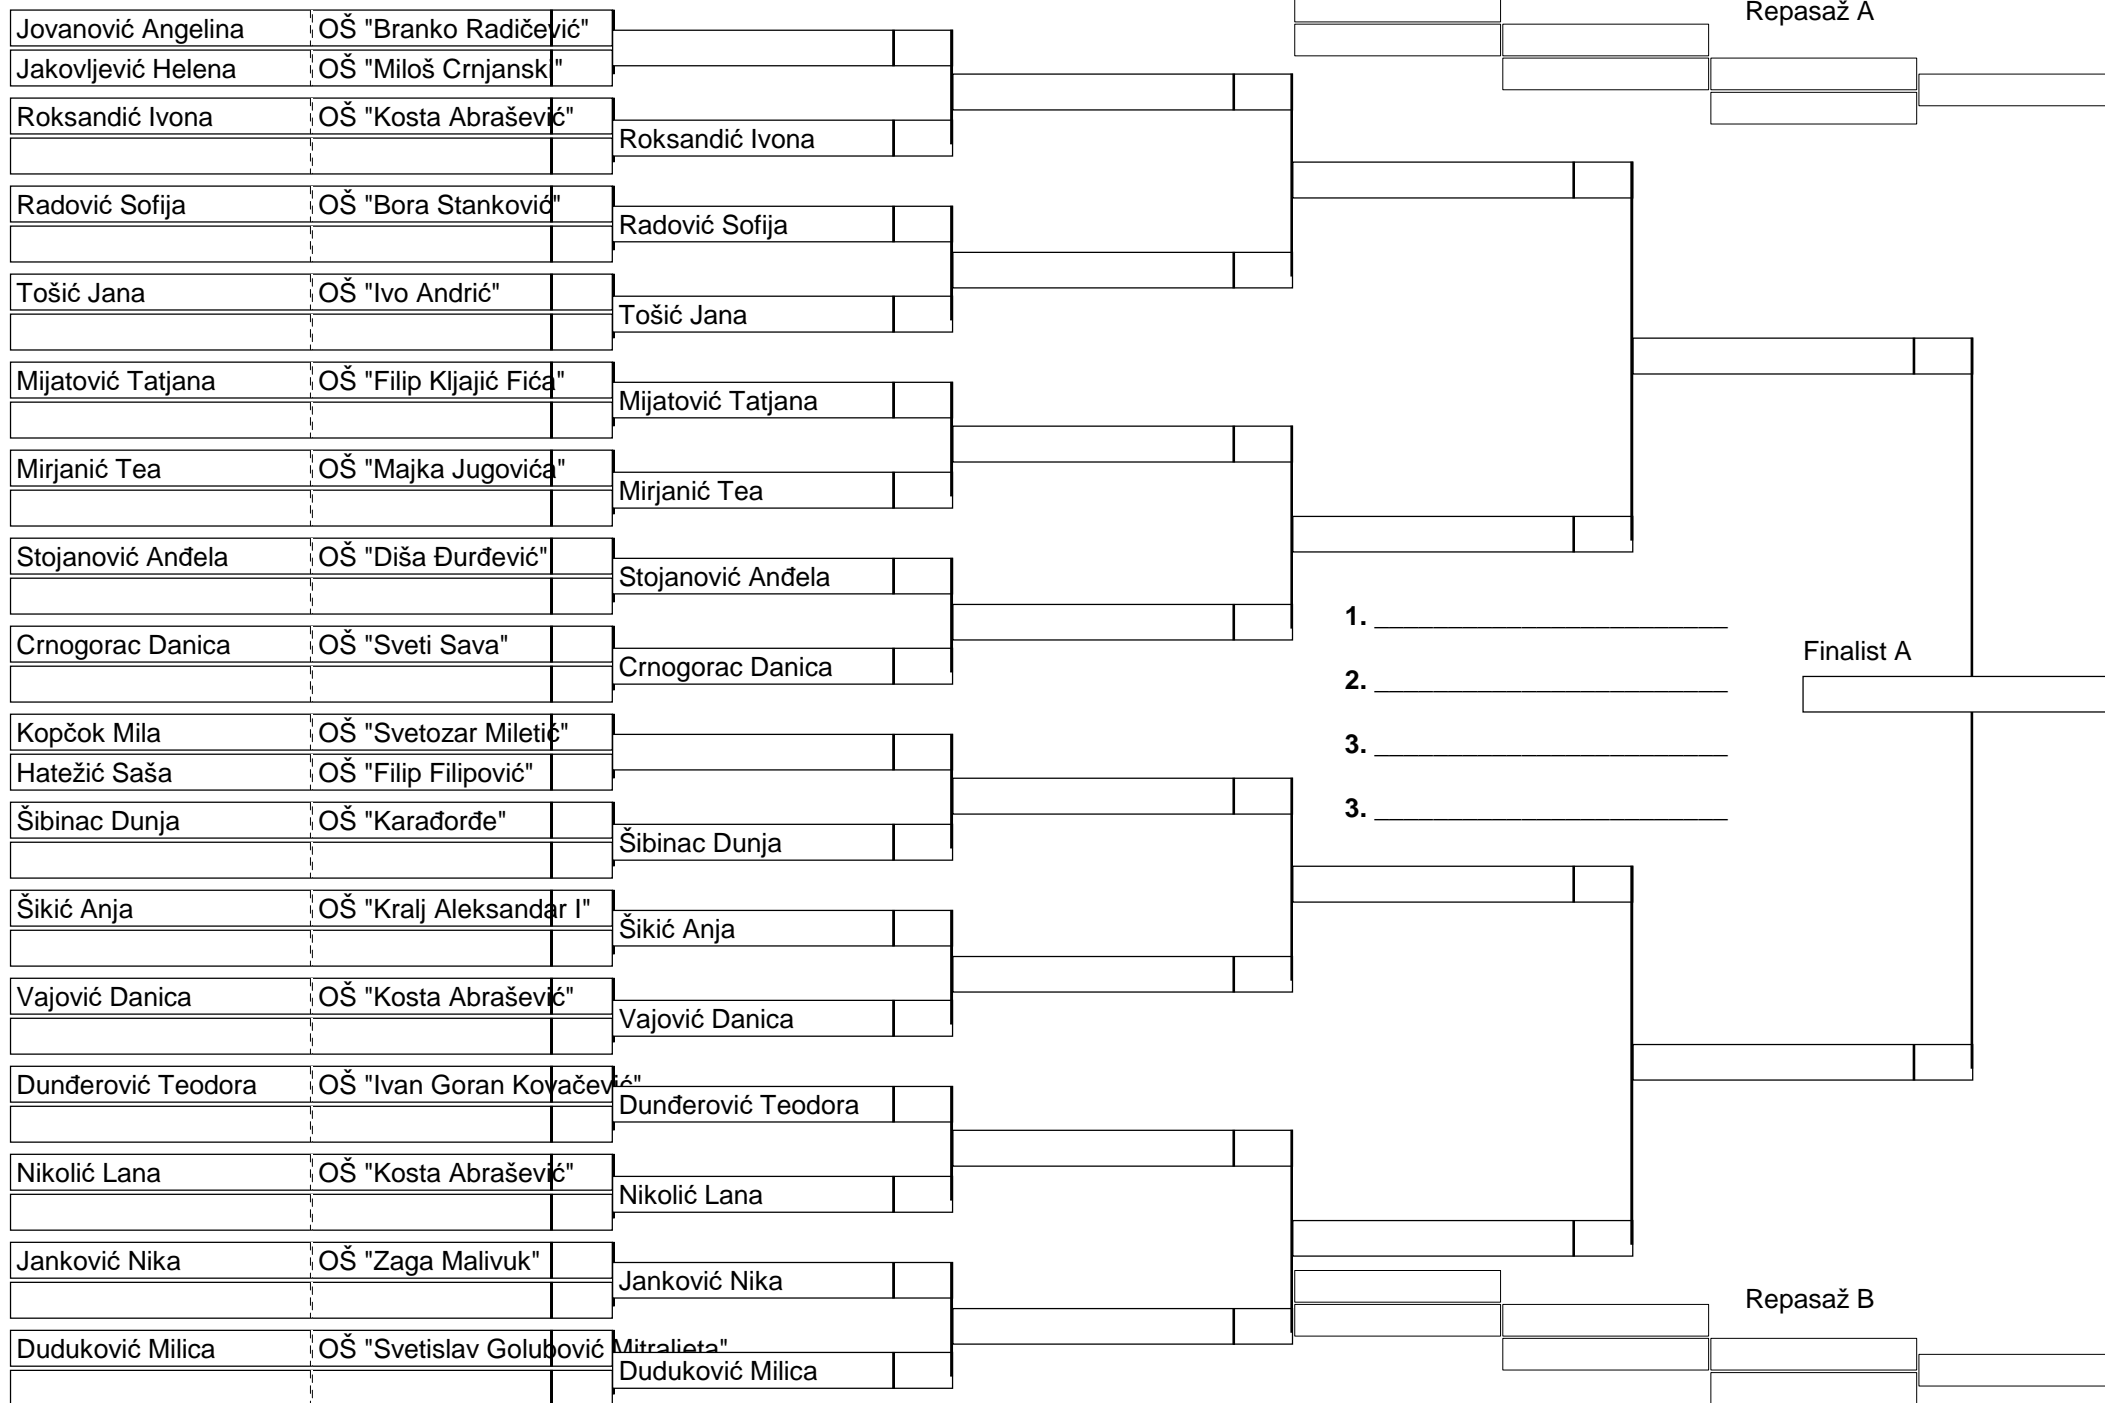 Repasaž A
Jovanović Angelina OŠ "Branko Radičević"
Jakovljević Helena OŠ "Miloš Crnjanski"
Roksandić Ivona OŠ "Kosta Abrašević"
Roksandić Ivona
Radović Sofija OŠ "Bora Stanković"
Radović Sofija
Tošić Jana OŠ "Ivo Andrić"
Tošić Jana
Mijatović Tatjana OŠ "Filip Kljajić Fića"
Mijatović Tatjana
Mirjanić Tea OŠ "Majka Jugovića"
Mirjanić Tea
Stojanović Anđela OŠ "Diša Đurđević"
Stojanović Anđela
1. ________________________
Crnogorac Danica OŠ "Sveti Sava"
Finalist A
Crnogorac Danica
2. ________________________
Kopčok Mila OŠ "Svetozar Miletić"
3. ________________________
Hatežić Saša OŠ "Filip Filipović"
3. ________________________
Šibinac Dunja OŠ "Karađorđe"
Šibinac Dunja
Šikić Anja OŠ "Kralj Aleksandar I"
Šikić Anja
Vajović Danica OŠ "Kosta Abrašević"
Vajović Danica
Dunđerović Teodora OŠ "Ivan Goran Kovačević"
Dunđerović Teodora
Nikolić Lana OŠ "Kosta Abrašević"
Nikolić Lana
Janković Nika OŠ "Zaga Malivuk"
Janković Nika
Repasaž B
Duduković Milica OŠ "Svetislav Golubović Mitraljeta"
Duduković Milica